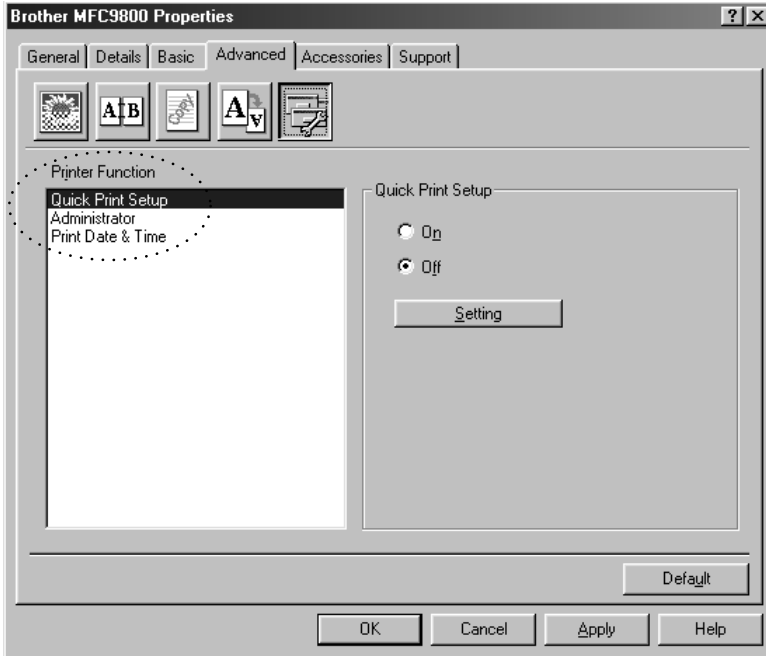 Brother MFC9800 Properties
General Details Basic Advanced Accessories Support
A B COPY A A
Printer Function
Quick Print Setup
Administrator
Print Date & Time
Quick Print Setup
On
Off
Setting
Default
OK Cancel Apply Help